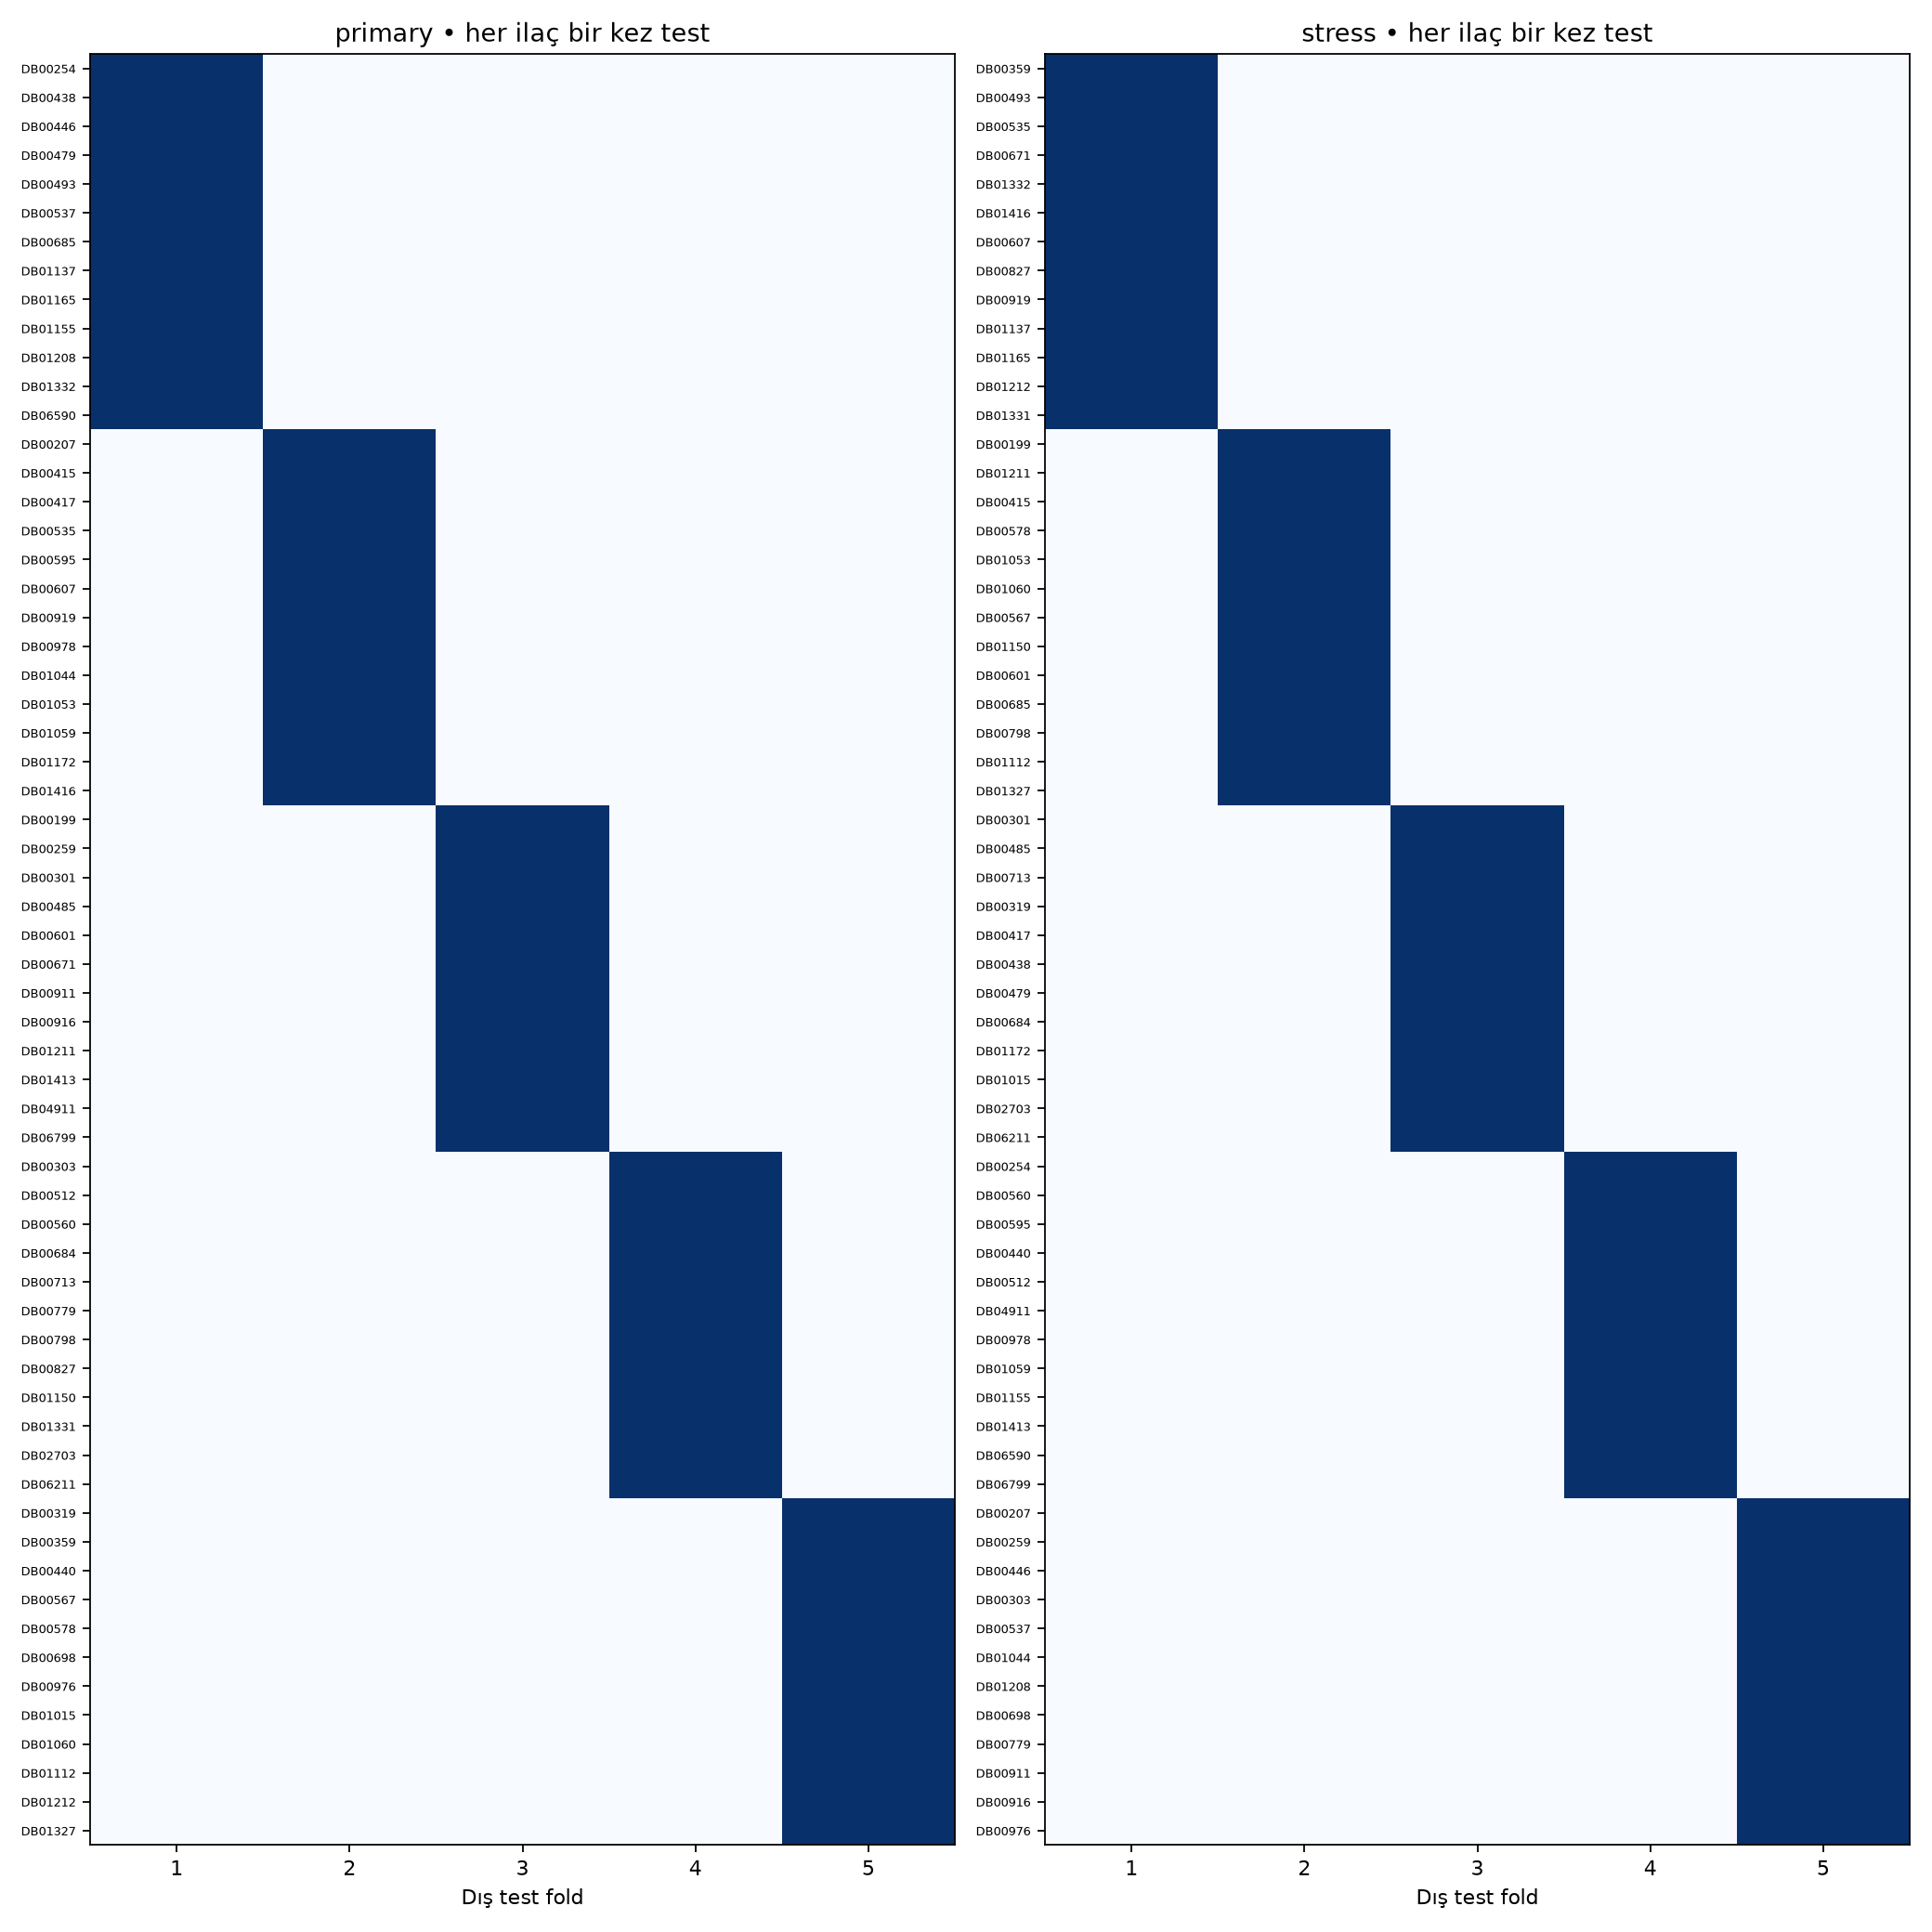 primary • her ilaç bir kez test
DB00254
DB00438
DB00446
DB00479
DB00493
DB00537
DB00685
DB01137
DB01165
DB01155
DB01208
DB01332
DB06590
DB00207
DB00415
DB00417
DB00535
DB00595
DB00607
DB00919
DB00978
DB01044
DB01053
DB01059
DB01172
DB01416
DB00199
DB00259
DB00301
DB00485
DB00601
DB00671
DB00911
DB00916
DB01211
DB01413
DB04911
DB06799
DB00303
DB00512
DB00560
DB00684
DB00713
DB00779
DB00798
DB00827
DB01150
DB01331
DB02703
DB06211
DB00319
DB00359
DB00440
DB00567
DB00578
DB00698
DB00976
DB01015
DB01060
DB01112
DB01212
DB01327
1 2 3 4 5
Dış test fold
stress • her ilaç bir kez test
DB00359
DB00493
DB00535
DB00671
DB01332
DB01416
DB00607
DB00827
DB00919
DB01137
DB01165
DB01212
DB01331
DB00199
DB01211
DB00415
DB00578
DB01053
DB01060
DB00567
DB01150
DB00601
DB00685
DB00798
DB01112
DB01327
DB00301
DB00485
DB00713
DB00319
DB00417
DB00438
DB00479
DB00684
DB01172
DB01015
DB02703
DB06211
DB00254
DB00560
DB00595
DB00440
DB00512
DB04911
DB00978
DB01059
DB01155
DB01413
DB06590
DB06799
DB00207
DB00259
DB00446
DB00303
DB00537
DB01044
DB01208
DB00698
DB00779
DB00911
DB00916
DB00976
1 2 3 4 5
Dış test fold